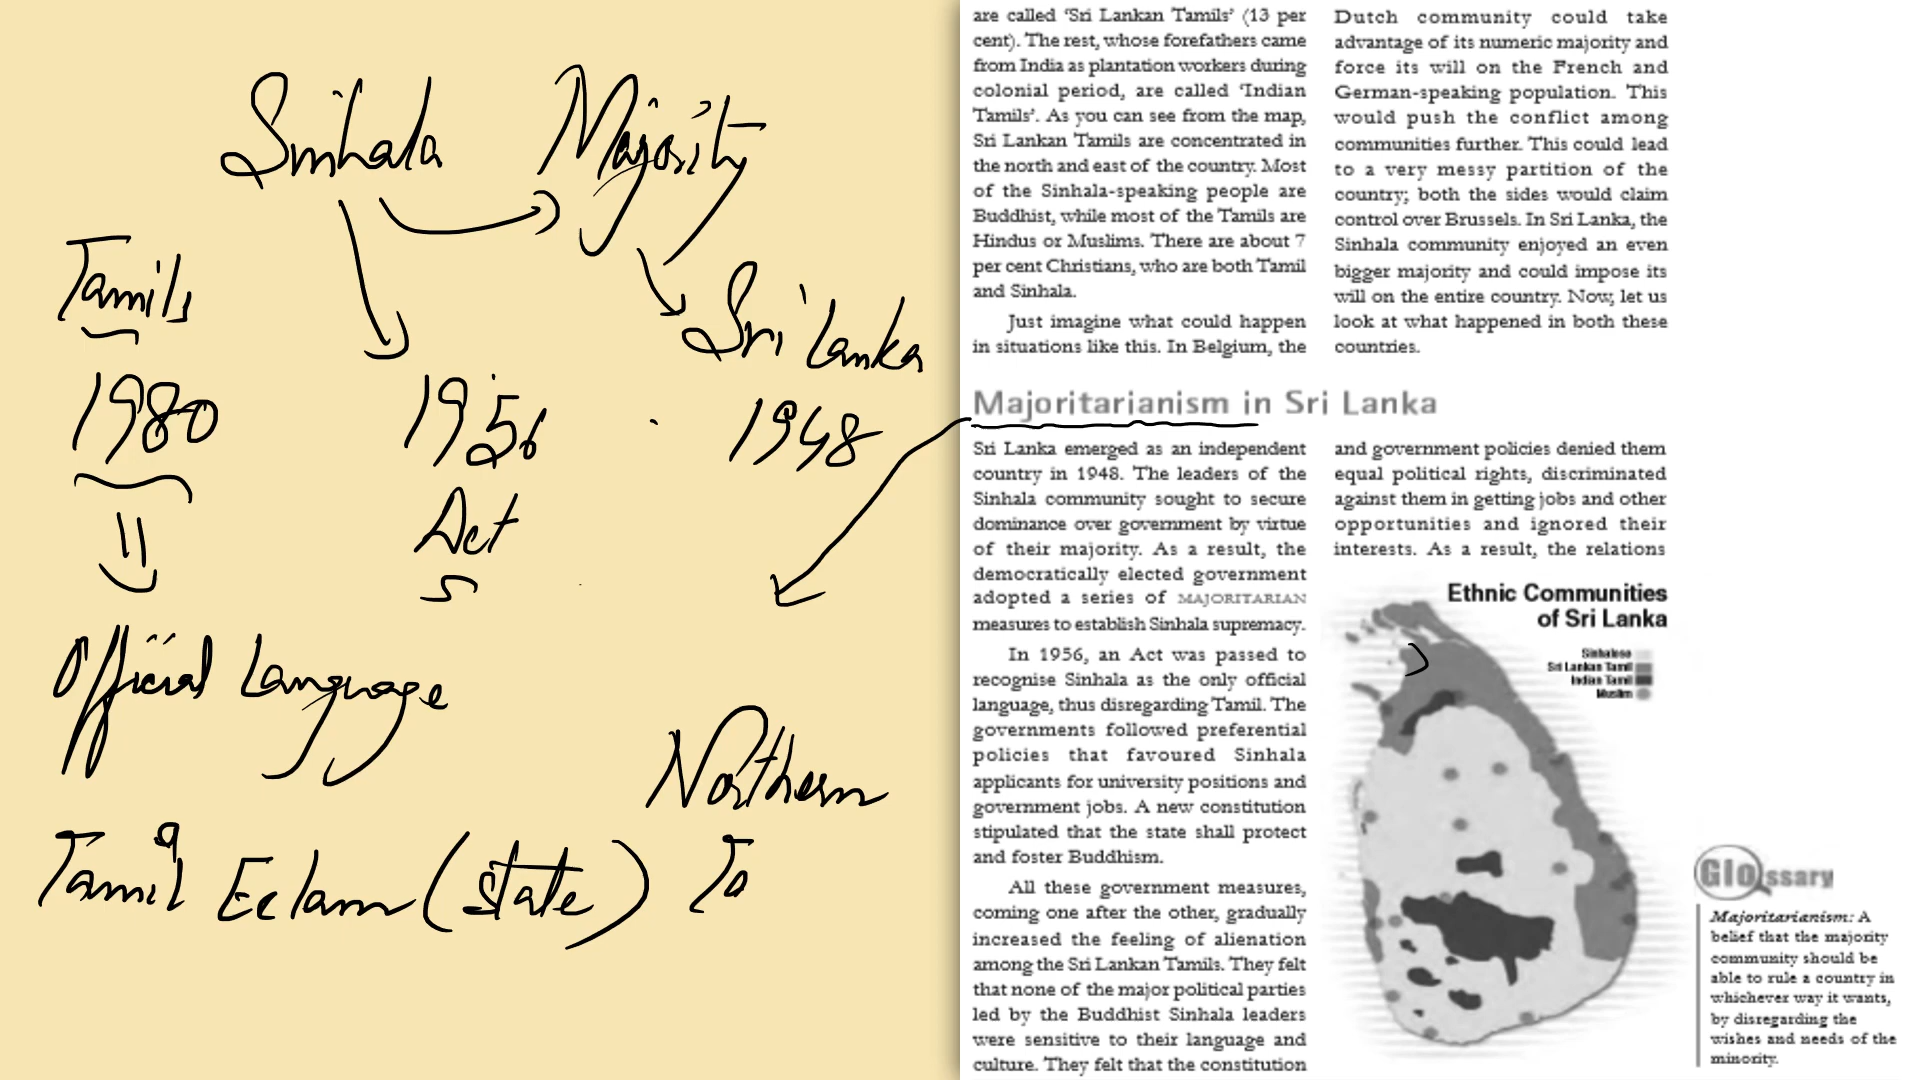 Sinhala Majority
Tamils
Sri Lanka
1980
1956
1948
Act
Official Language
Northern
Tamil Eelam (state) Ta
are called ‘Sri Lankan Tamils’ (13 per
cent). The rest, whose forefathers came
from India as plantation workers during
colonial period, are called ‘Indian
Tamils’. As you can see from the map,
Sri Lankan Tamils are concentrated in
the north and east of the country. Most
of the Sinhala-speaking people are
Buddhist, while most of the Tamils are
Hindus or Muslims. There are about 7
per cent Christians, who are both Tamil
and Sinhala.
Just imagine what could happen
in situations like this. In Belgium, the
Dutch community could take
advantage of its numeric majority and
force its will on the French and
German-speaking population. This
would push the conflict among
communities further. This could lead
to a very messy partition of the
country; both the sides would claim
control over Brussels. In Sri Lanka, the
Sinhala community enjoyed an even
bigger majority and could impose its
will on the entire country. Now, let us
look at what happened in both these
countries.
Majoritarianism in Sri Lanka
Sri Lanka emerged as an independent
country in 1948. The leaders of the
Sinhala community sought to secure
dominance over government by virtue
of their majority. As a result, the
democratically elected government
adopted a series of MAJORITARIAN
measures to establish Sinhala supremacy.
In 1956, an Act was passed to
recognise Sinhala as the only official
language, thus disregarding Tamil. The
governments followed preferential
policies that favoured Sinhala
applicants for university positions and
government jobs. A new constitution
stipulated that the state shall protect
and foster Buddhism.
All these government measures,
coming one after the other, gradually
increased the feeling of alienation
among the Sri Lankan Tamils. They felt
that none of the major political parties
led by the Buddhist Sinhala leaders
were sensitive to their language and
culture. They felt that the constitution
and government policies denied them
equal political rights, discriminated
against them in getting jobs and other
opportunities and ignored their
interests. As a result, the relations
Ethnic Communities
of Sri Lanka
Sinhalese
Sri Lankan Tamil
Indian Tamil
Muslim
Glossary
Majoritarianism: A
belief that the majority
community should be
able to rule a country in
whichever way it wants,
by disregarding the
wishes and needs of the
minority.